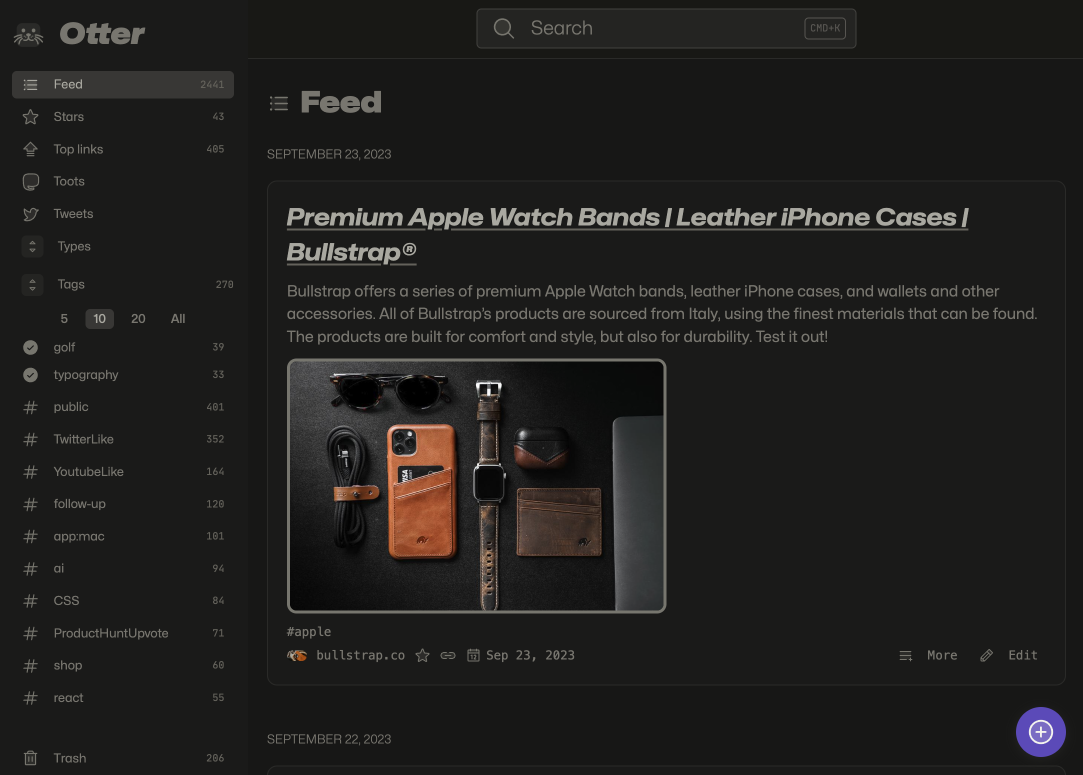 Otter
Search
CMD+K
Feed 2441
Stars 43
Top links 405
Toots
Tweets
Types
Tags 270
5 10 20 All
golf 39
typography 33
# public 401
# TwitterLike 352
# YoutubeLike 164
# follow-up 120
# app:mac 101
# ai 94
# CSS 84
# ProductHuntUpvote 71
# shop 60
# react 55
Trash 206
Feed
SEPTEMBER 23, 2023
Premium Apple Watch Bands | Leather iPhone Cases |
Bullstrap®
Bullstrap offers a series of premium Apple Watch bands, leather iPhone cases, and wallets and other
accessories. All of Bullstrap's products are sourced from Italy, using the finest materials that can be found.
The products are built for comfort and style, but also for durability. Test it out!
VISA
#apple
bullstrap.co Sep 23, 2023 More Edit
SEPTEMBER 22, 2023